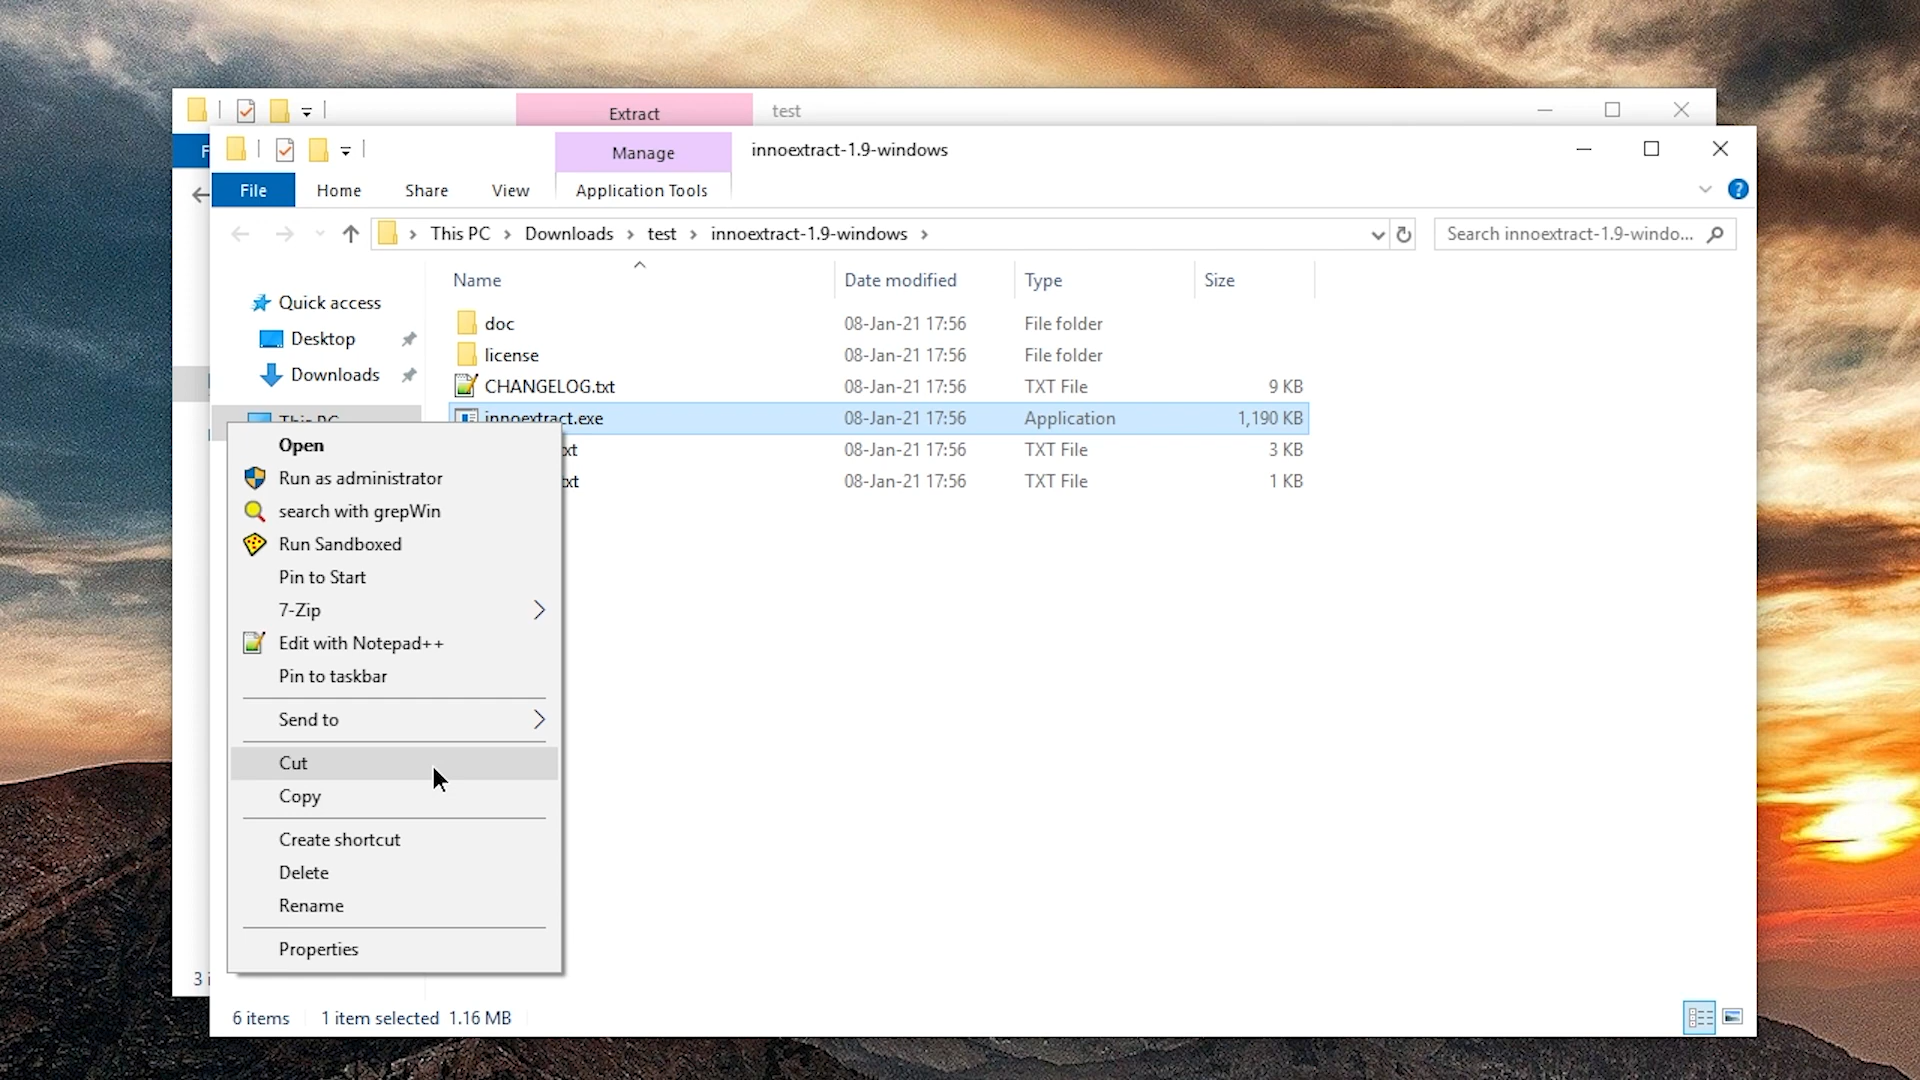 Extract
test
F
Manage
innoextract-1.9-windows
File
Home
Share
View
Application Tools
?
This PC
Downloads
test
innoextract-1.9-windows
Search innoextract-1.9-windo...
Name
Date modified
Type
Size
Quick access
Desktop
Downloads
This PC
doc 08-Jan-21 17:56 File folder
license 08-Jan-21 17:56 File folder
CHANGELOG.txt 08-Jan-21 17:56 TXT File 9 KB
innoextract.exe 08-Jan-21 17:56 Application 1,190 KB
xt 08-Jan-21 17:56 TXT File 3 KB
xt 08-Jan-21 17:56 TXT File 1 KB
Open
Run as administrator
search with grepWin
Run Sandboxed
Pin to Start
7-Zip
Edit with Notepad++
Pin to taskbar
Send to
Cut
Copy
Create shortcut
Delete
Rename
Properties
3 i
6 items
1 item selected 1.16 MB